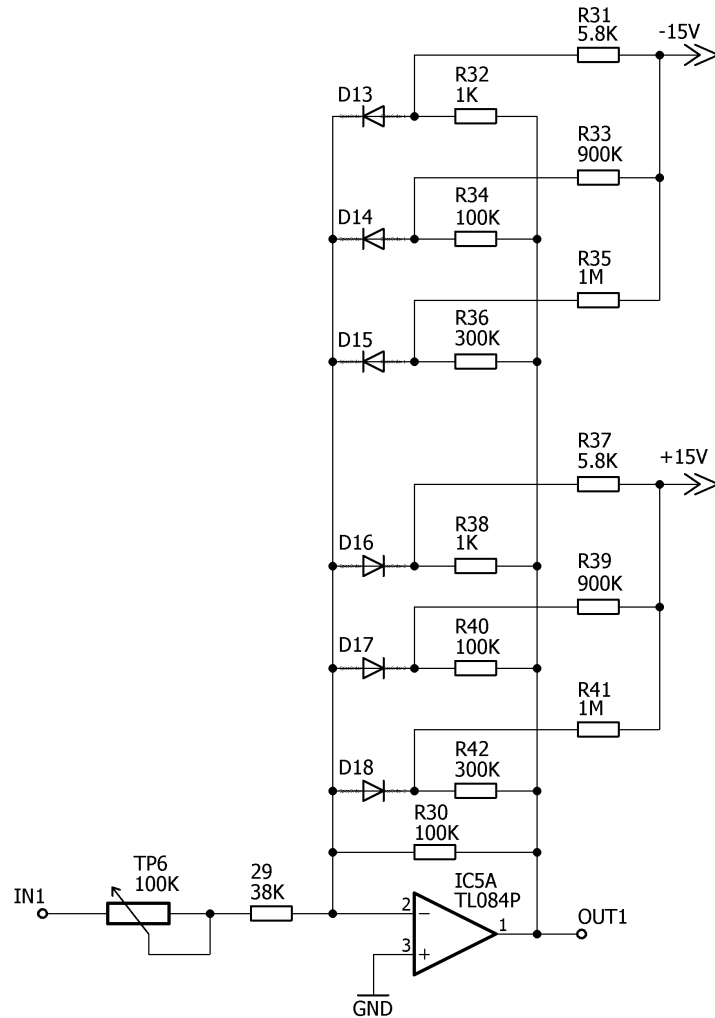 R31
5.8K
-15V
R32
1K
D13
R33
900K
R34
100K
D14
R35
1M
R36
300K
D15
R37
5.8K
+15V
R38
1K
D16
R39
900K
R40
100K
D17
R41
1M
R42
300K
D18
R30
100K
TP6
100K
29
38K
IC5A
TL084P
IN1
2
1
OUT1
3
GND